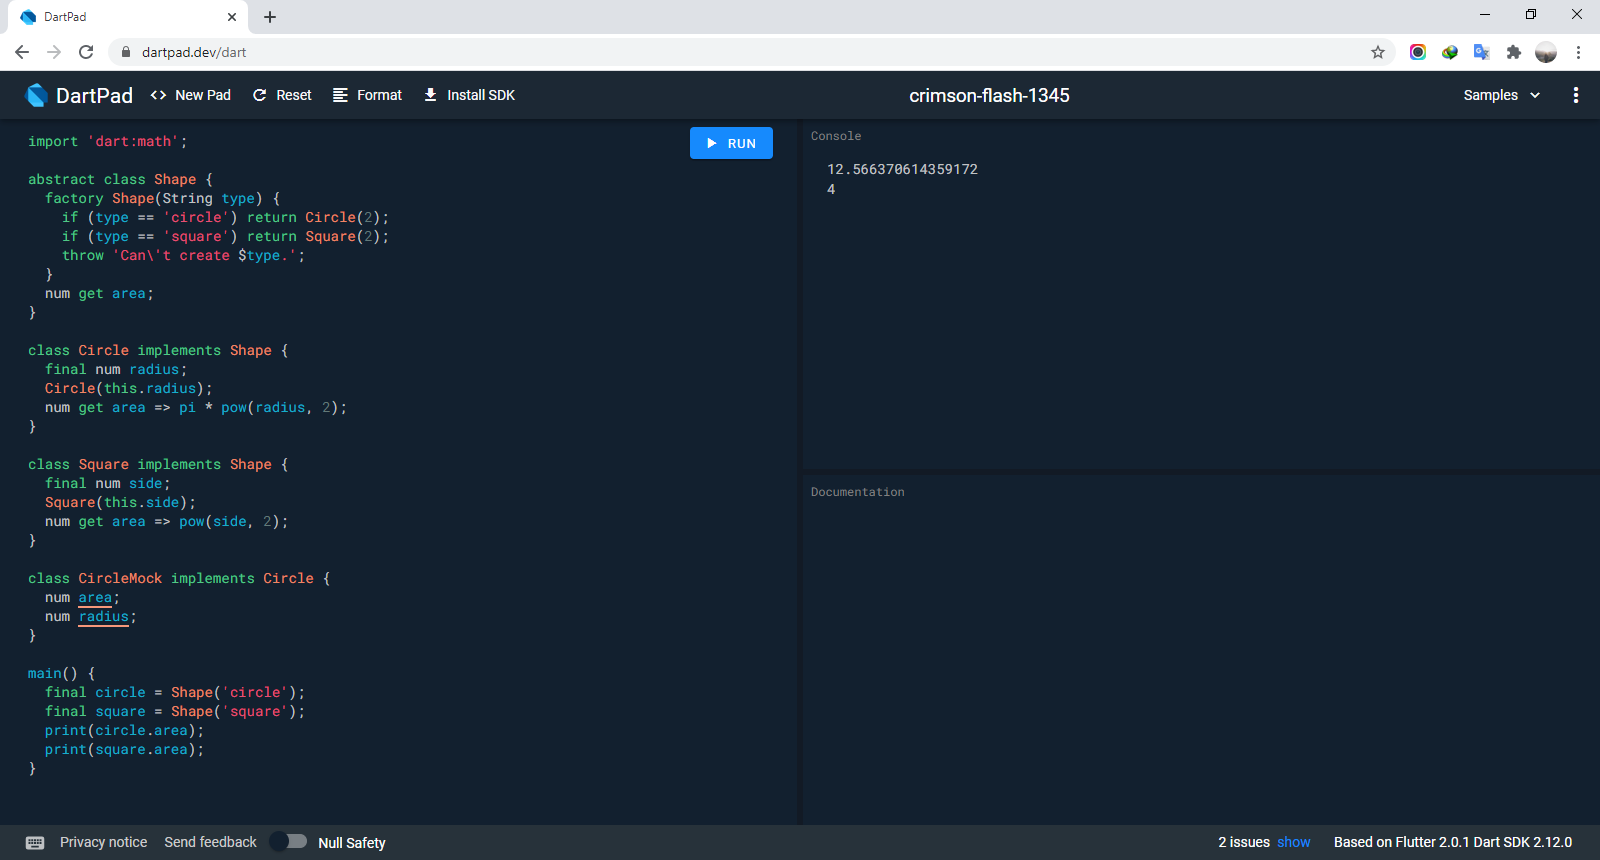 DartPad
dartpad.dev/dart
DartPad
New Pad
Reset
Format
Install SDK
crimson-flash-1345
Samples
import 'dart:math';
RUN
abstract class Shape {
  factory Shape(String type) {
    if (type == 'circle') return Circle(2);
    if (type == 'square') return Square(2);
    throw 'Can\'t create $type.';
  }
  num get area;
}
class Circle implements Shape {
  final num radius;
  Circle(this.radius);
  num get area => pi * pow(radius, 2);
}
class Square implements Shape {
  final num side;
  Square(this.side);
  num get area => pow(side, 2);
}
class CircleMock implements Circle {
  num area;
  num radius;
}
main() {
  final circle = Shape('circle');
  final square = Shape('square');
  print(circle.area);
  print(square.area);
}
Console
12.566370614359172
4
Documentation
Privacy notice
Send feedback
Null Safety
2 issues show
Based on Flutter 2.0.1 Dart SDK 2.12.0